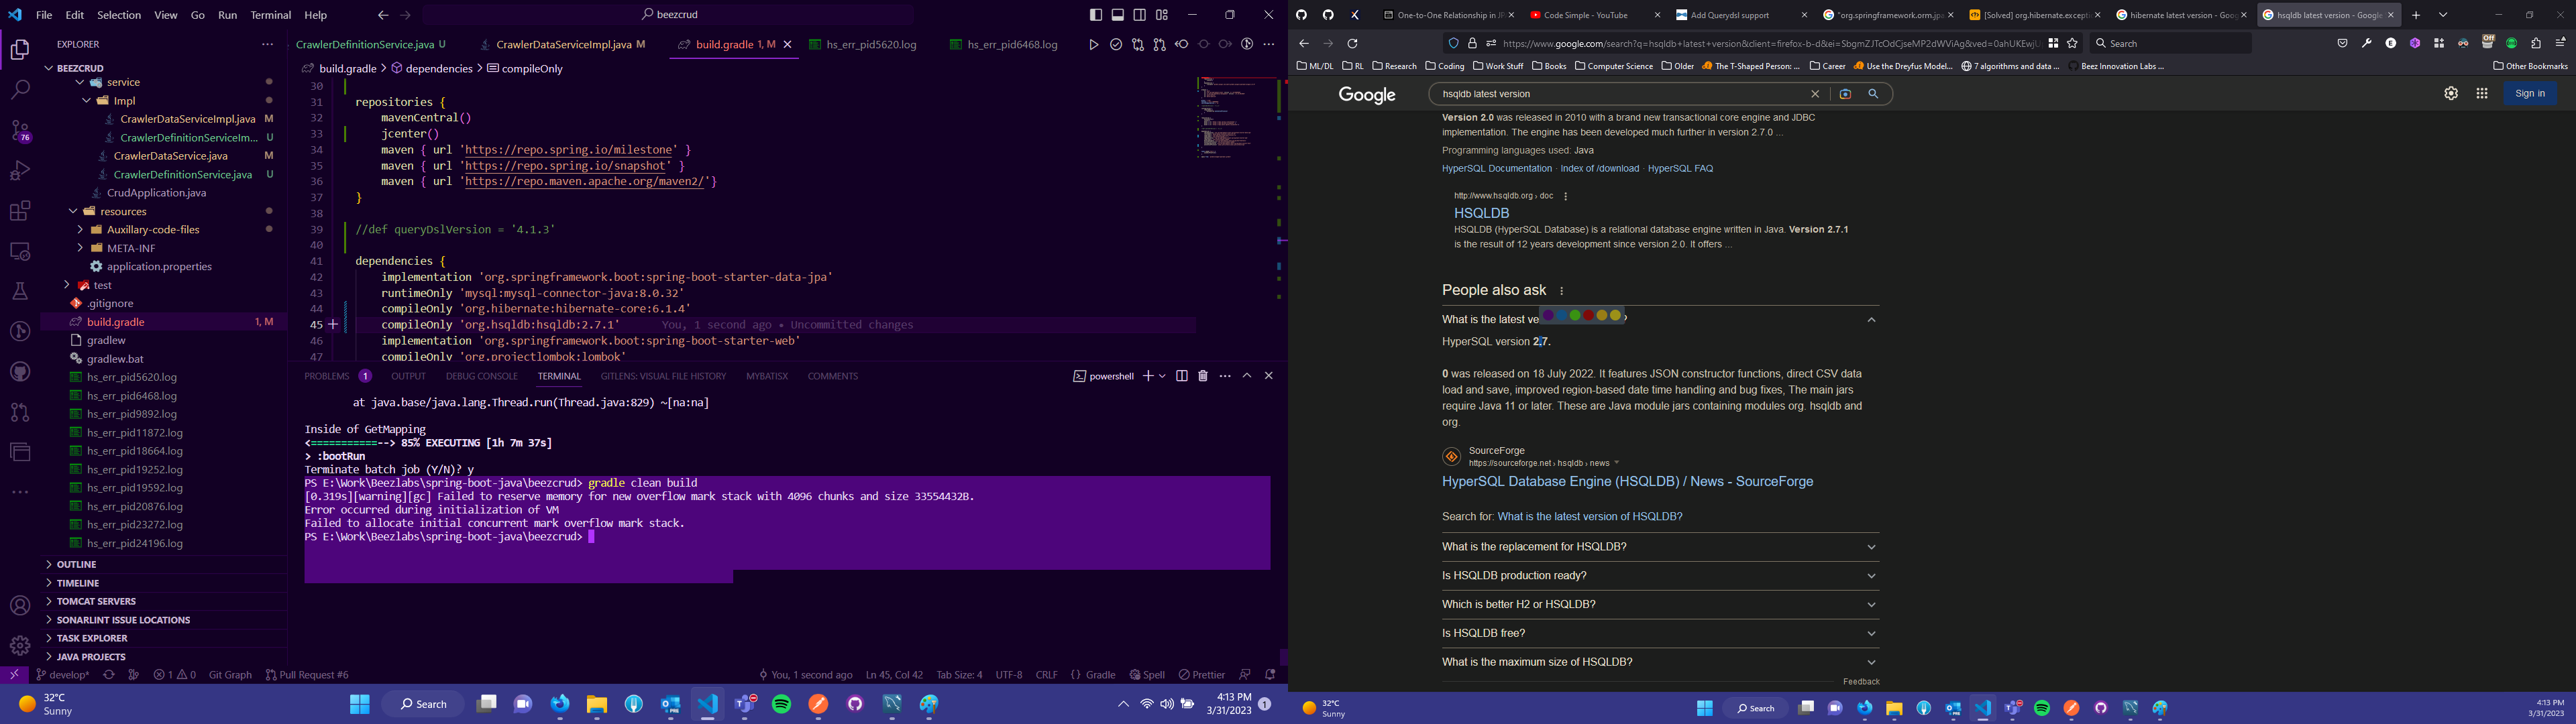 File Edit Selection View Go Run Terminal Help
beezcrud
EXPLORER
BEEZCRUD
service
Impl
CrawlerDataServiceImpl.java M
CrawlerDefinitionServiceIm... U
CrawlerDataService.java M
CrawlerDefinitionService.java U
CrudApplication.java
resources
Auxillary-code-files
META-INF
application.properties
test
.gitignore
build.gradle 1, M
gradlew
gradlew.bat
hs_err_pid5620.log
hs_err_pid6468.log
hs_err_pid9892.log
hs_err_pid11872.log
hs_err_pid18664.log
hs_err_pid19252.log
hs_err_pid19592.log
hs_err_pid20876.log
hs_err_pid23272.log
hs_err_pid24196.log
OUTLINE
TIMELINE
TOMCAT SERVERS
SONARLINT ISSUE LOCATIONS
TASK EXPLORER
JAVA PROJECTS
76
CrawlerDefinitionService.java U
CrawlerDataServiceImpl.java M
build.gradle 1, M
hs_err_pid5620.log
hs_err_pid6468.log
build.gradle > dependencies > compileOnly
30
31 repositories {
32 mavenCentral()
33 jcenter()
34 maven { url 'https://repo.spring.io/milestone' }
35 maven { url 'https://repo.spring.io/snapshot' }
36 maven { url 'https://repo.maven.apache.org/maven2/'}
37 }
38
39 //def queryDslVersion = '4.1.3'
40
41 dependencies {
42 implementation 'org.springframework.boot:spring-boot-starter-data-jpa'
43 runtimeOnly 'mysql:mysql-connector-java:8.0.32'
44 compileOnly 'org.hibernate:hibernate-core:6.1.4'
45 compileOnly 'org.hsqldb:hsqldb:2.7.1' You, 1 second ago • Uncommitted changes
46 implementation 'org.springframework.boot:spring-boot-starter-web'
47 compileOnly 'org.projectlombok:lombok'
PROBLEMS 1 OUTPUT DEBUG CONSOLE TERMINAL GITLENS: VISUAL FILE HISTORY MYBATISX COMMENTS
powershell
at java.base/java.lang.Thread.run(Thread.java:829) ~[na:na]
Inside of GetMapping
<===========--> 85% EXECUTING [1h 7m 37s]
> :bootRun
Terminate batch job (Y/N)? y
PS E:\Work\Beezlabs\spring-boot-java\beezcrud> gradle clean build
[0.319s][warning][gc] Failed to reserve memory for new overflow mark stack with 4096 chunks and size 33554432B.
Error occurred during initialization of VM
Failed to allocate initial concurrent mark overflow mark stack.
PS E:\Work\Beezlabs\spring-boot-java\beezcrud>
develop* 1 0 Git Graph Pull Request #6
You, 1 second ago Ln 45, Col 42 Tab Size: 4 UTF-8 CRLF {} Gradle Spell Prettier
32°C
Sunny
Search
4:13 PM
3/31/2023
1
One-to-One Relationship in JP
Code Simple - YouTube
Add Querydsl support
"org.springframework.orm.jpa
[Solved] org.hibernate.excepti
hibernate latest version - Goog
hsqldb latest version - Google
https://www.google.com/search?q=hsqldb+latest+version&client=firefox-b-d&ei=SbgmZJTcOdCjseMP2dWViAg&ved=0ahUKEwjU
Search
Off
ML/DL RL Research Coding Work Stuff Books Computer Science Older The T-Shaped Person: ... Career Use the Dreyfus Model... 7 algorithms and data ... Beez Innovation Labs ... Other Bookmarks
Google
hsqldb latest version
Sign in
Version 2.0 was released in 2010 with a brand new transactional core engine and JDBC
implementation. The engine has been developed much further in version 2.7.0 ...
Programming languages used: Java
HyperSQL Documentation · Index of /download · HyperSQL FAQ
http://www.hsqldb.org › doc
HSQLDB
HSQLDB (HyperSQL Database) is a relational database engine written in Java. Version 2.7.1
is the result of 12 years development since version 2.0. It offers ...
People also ask
What is the latest ve ?
HyperSQL version 2.7.
0 was released on 18 July 2022. It features JSON constructor functions, direct CSV data
load and save, improved region-based date time handling and bug fixes, The main jars
require Java 11 or later. These are Java module jars containing modules org. hsqldb and
org.
SourceForge
https://sourceforge.net › hsqldb › news
HyperSQL Database Engine (HSQLDB) / News - SourceForge
Search for: What is the latest version of HSQLDB?
What is the replacement for HSQLDB?
Is HSQLDB production ready?
Which is better H2 or HSQLDB?
Is HSQLDB free?
What is the maximum size of HSQLDB?
Feedback
32°C
Sunny
Search
4:13 PM
3/31/2023